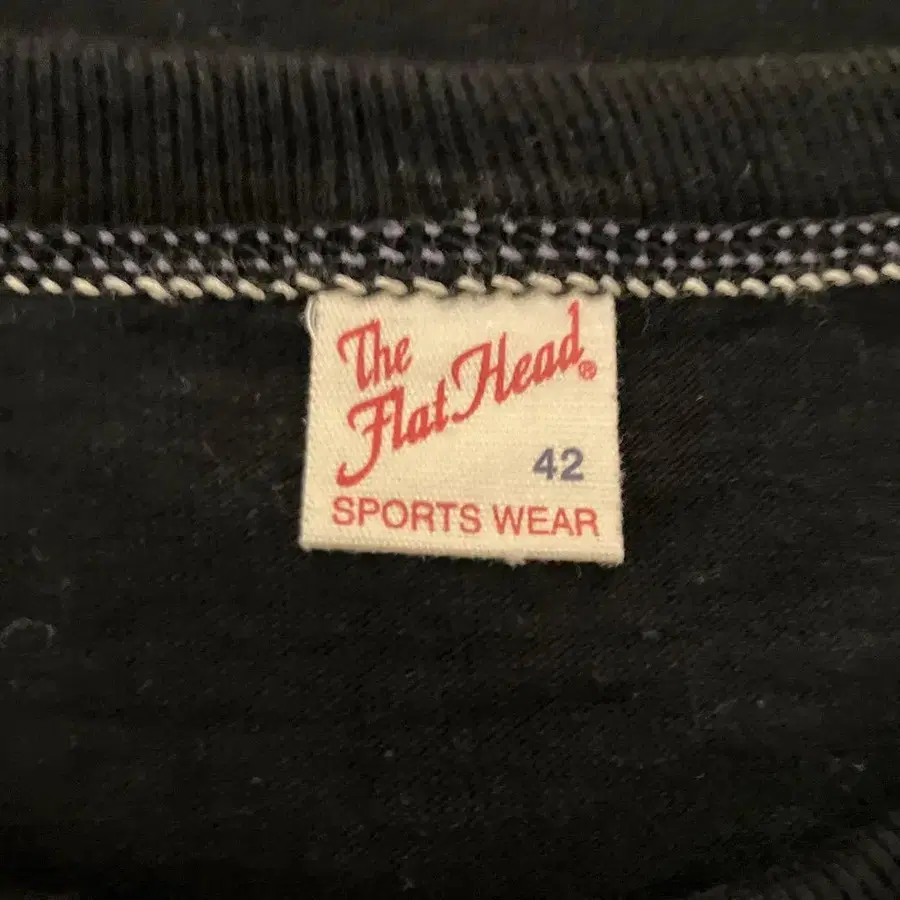 The
Flat Head®
42
SPORTS WEAR